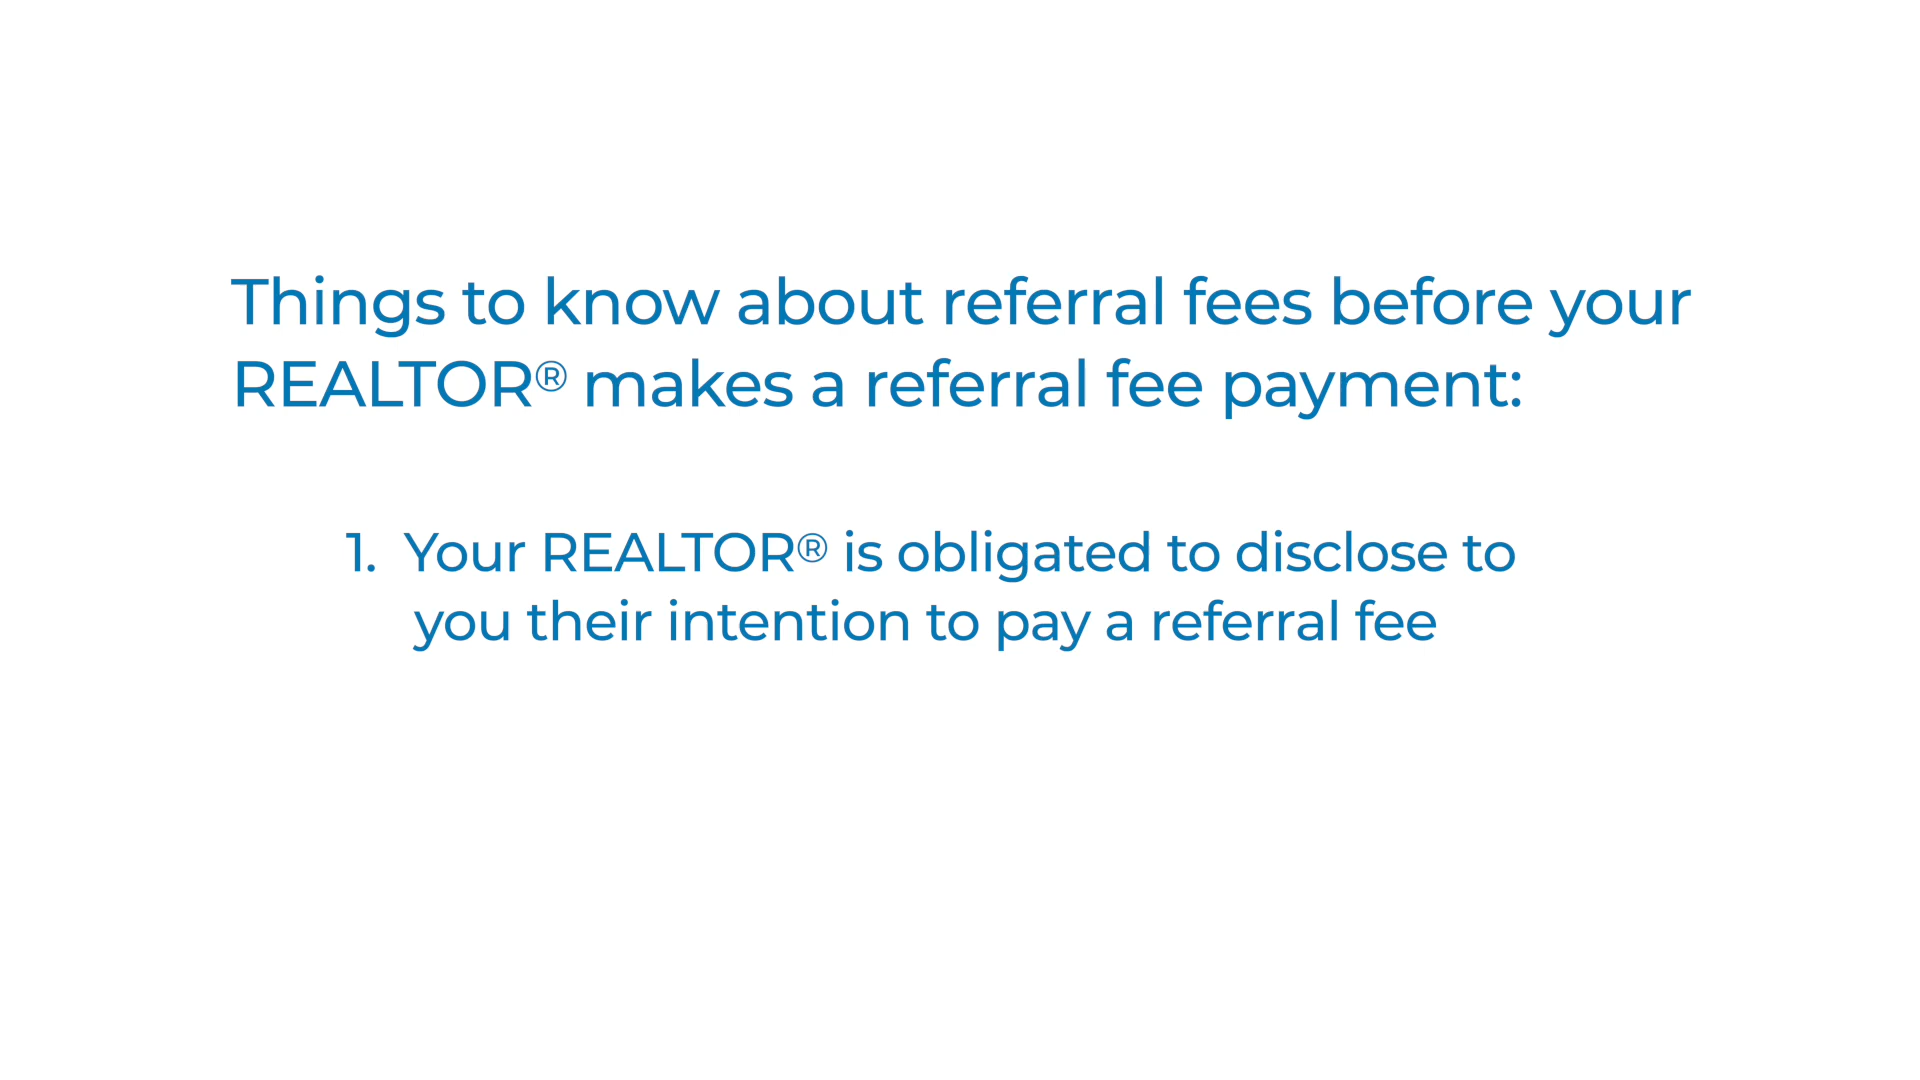 Things to know about referral fees before your
REALTOR® makes a referral fee payment:
1. Your REALTOR® is obligated to disclose to
you their intention to pay a referral fee